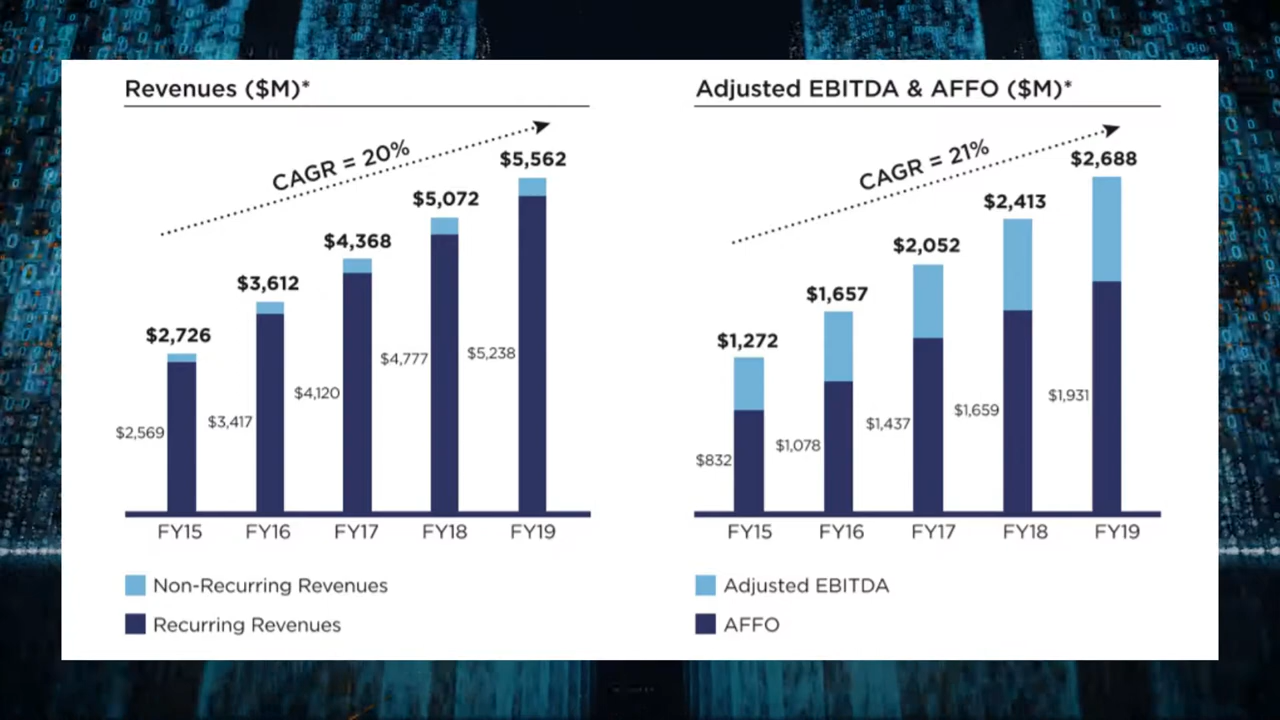 Revenues ($M)*
CAGR = 20%
$5,562
$5,072
$4,368
$3,612
$2,726
$2,569
$3,417
$4,120
$4,777
$5,238
FY15 FY16 FY17 FY18 FY19
Non-Recurring Revenues
Recurring Revenues
Adjusted EBITDA & AFFO ($M)*
CAGR = 21%
$2,688
$2,413
$2,052
$1,657
$1,272
$832
$1,078
$1,437
$1,659
$1,931
FY15 FY16 FY17 FY18 FY19
Adjusted EBITDA
AFFO